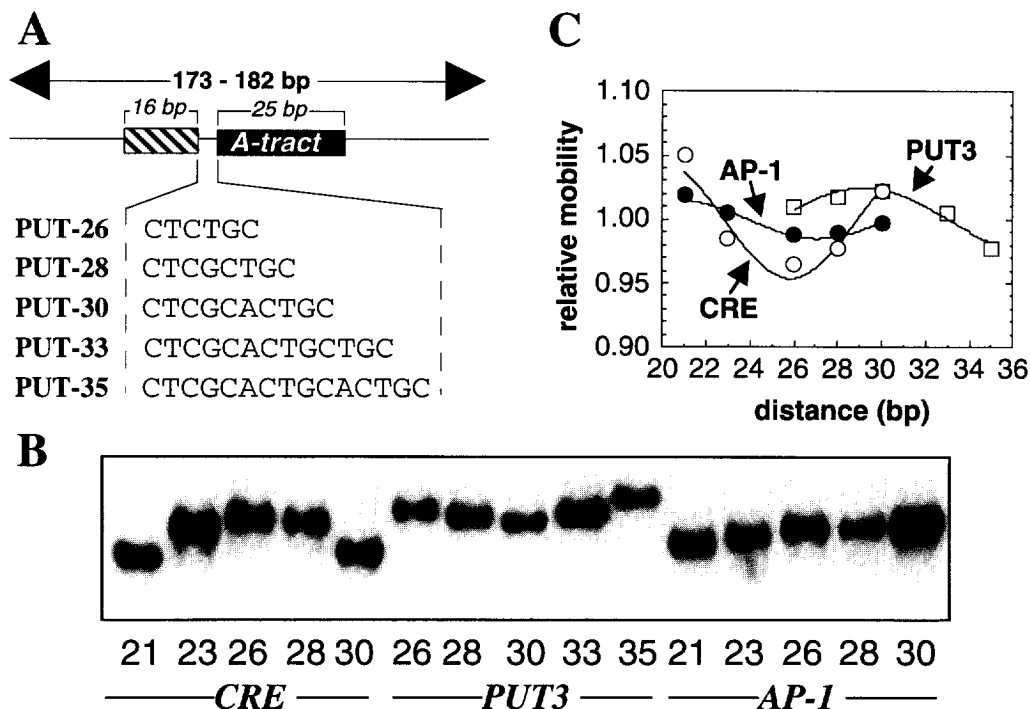 A
173 - 182 bp
16 bp
25 bp
A-tract
PUT-26 CTCTGC
PUT-28 CTCGCTGC
PUT-30 CTCGCACTGC
PUT-33 CTCGCACTGCTGC
PUT-35 CTCGCACTGCACTGC
C
relative mobility
1.10
1.05
1.00
0.95
0.90
AP-1
PUT3
CRE
20 22 24 26 28 30 32 34 36
distance (bp)
B
21 23 26 28 30 26 28 30 33 35 21 23 26 28 30
CRE PUT3 AP-1